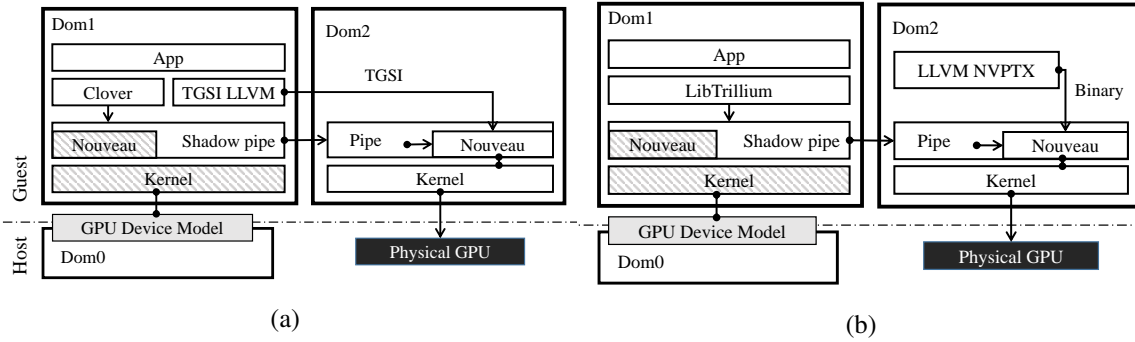 Dom1
App
Clover
TGSI LLVM
Nouveau
Shadow pipe
Kernel
GPU Device Model
Dom0
Guest
Host
Dom2
TGSI
Pipe
Nouveau
Kernel
Physical GPU
(a)
Dom1
App
LibTrillium
Nouveau
Shadow pipe
Kernel
GPU Device Model
Dom0
Dom2
LLVM NVPTX
Binary
Pipe
Nouveau
Kernel
Physical GPU
(b)